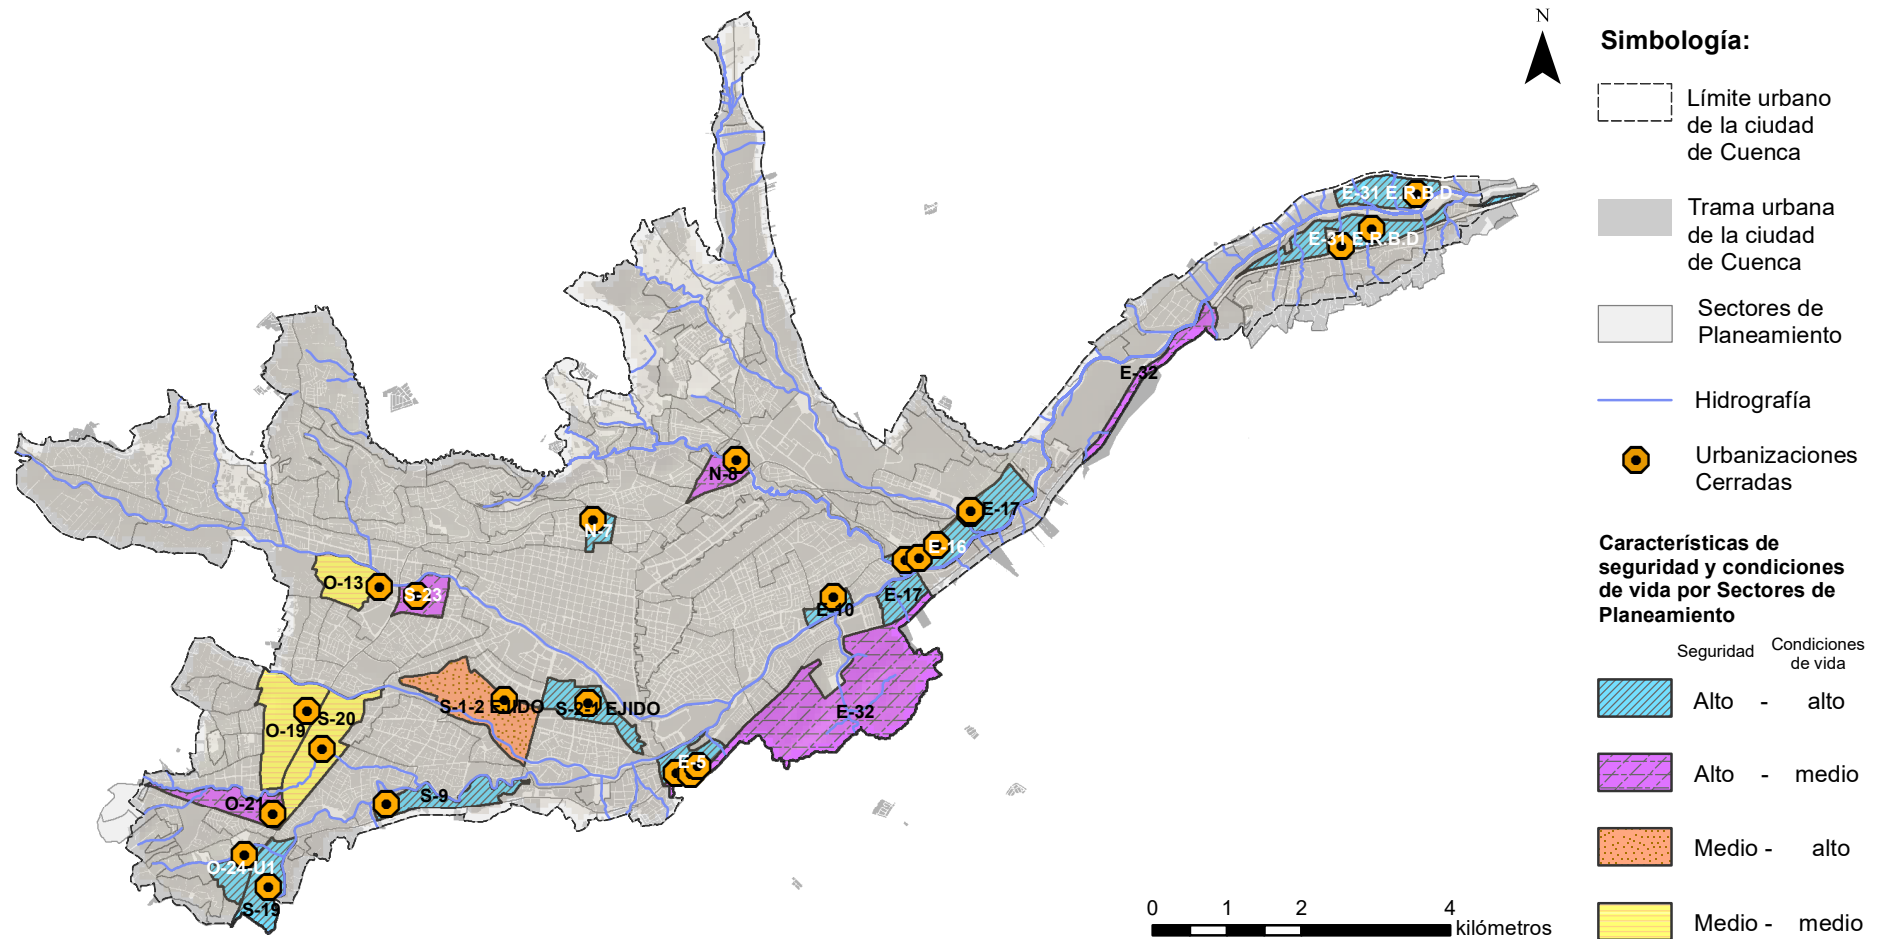 N
Simbología:
Límite urbano
de la ciudad
de Cuenca
Trama urbana
de la ciudad
de Cuenca
Sectores de
Planeamiento
Hidrografía
Urbanizaciones
Cerradas
Características de
seguridad y condiciones
de vida por Sectores de
Planeamiento
Seguridad
Condiciones
de vida
Alto - alto
Alto - medio
Medio - alto
Medio - medio
E-31 E.R.B.D
E-31 E.R.B.D
E-32
N-8
E-17
N-7
E-16
O-13
S-23
E-17
E-10
S-1-2 EJIDO
S-2-1 EJIDO
E-32
S-20
O-19
E-5
S-9
O-21
O-24-U1
S-19
0 1 2 4
kilómetros